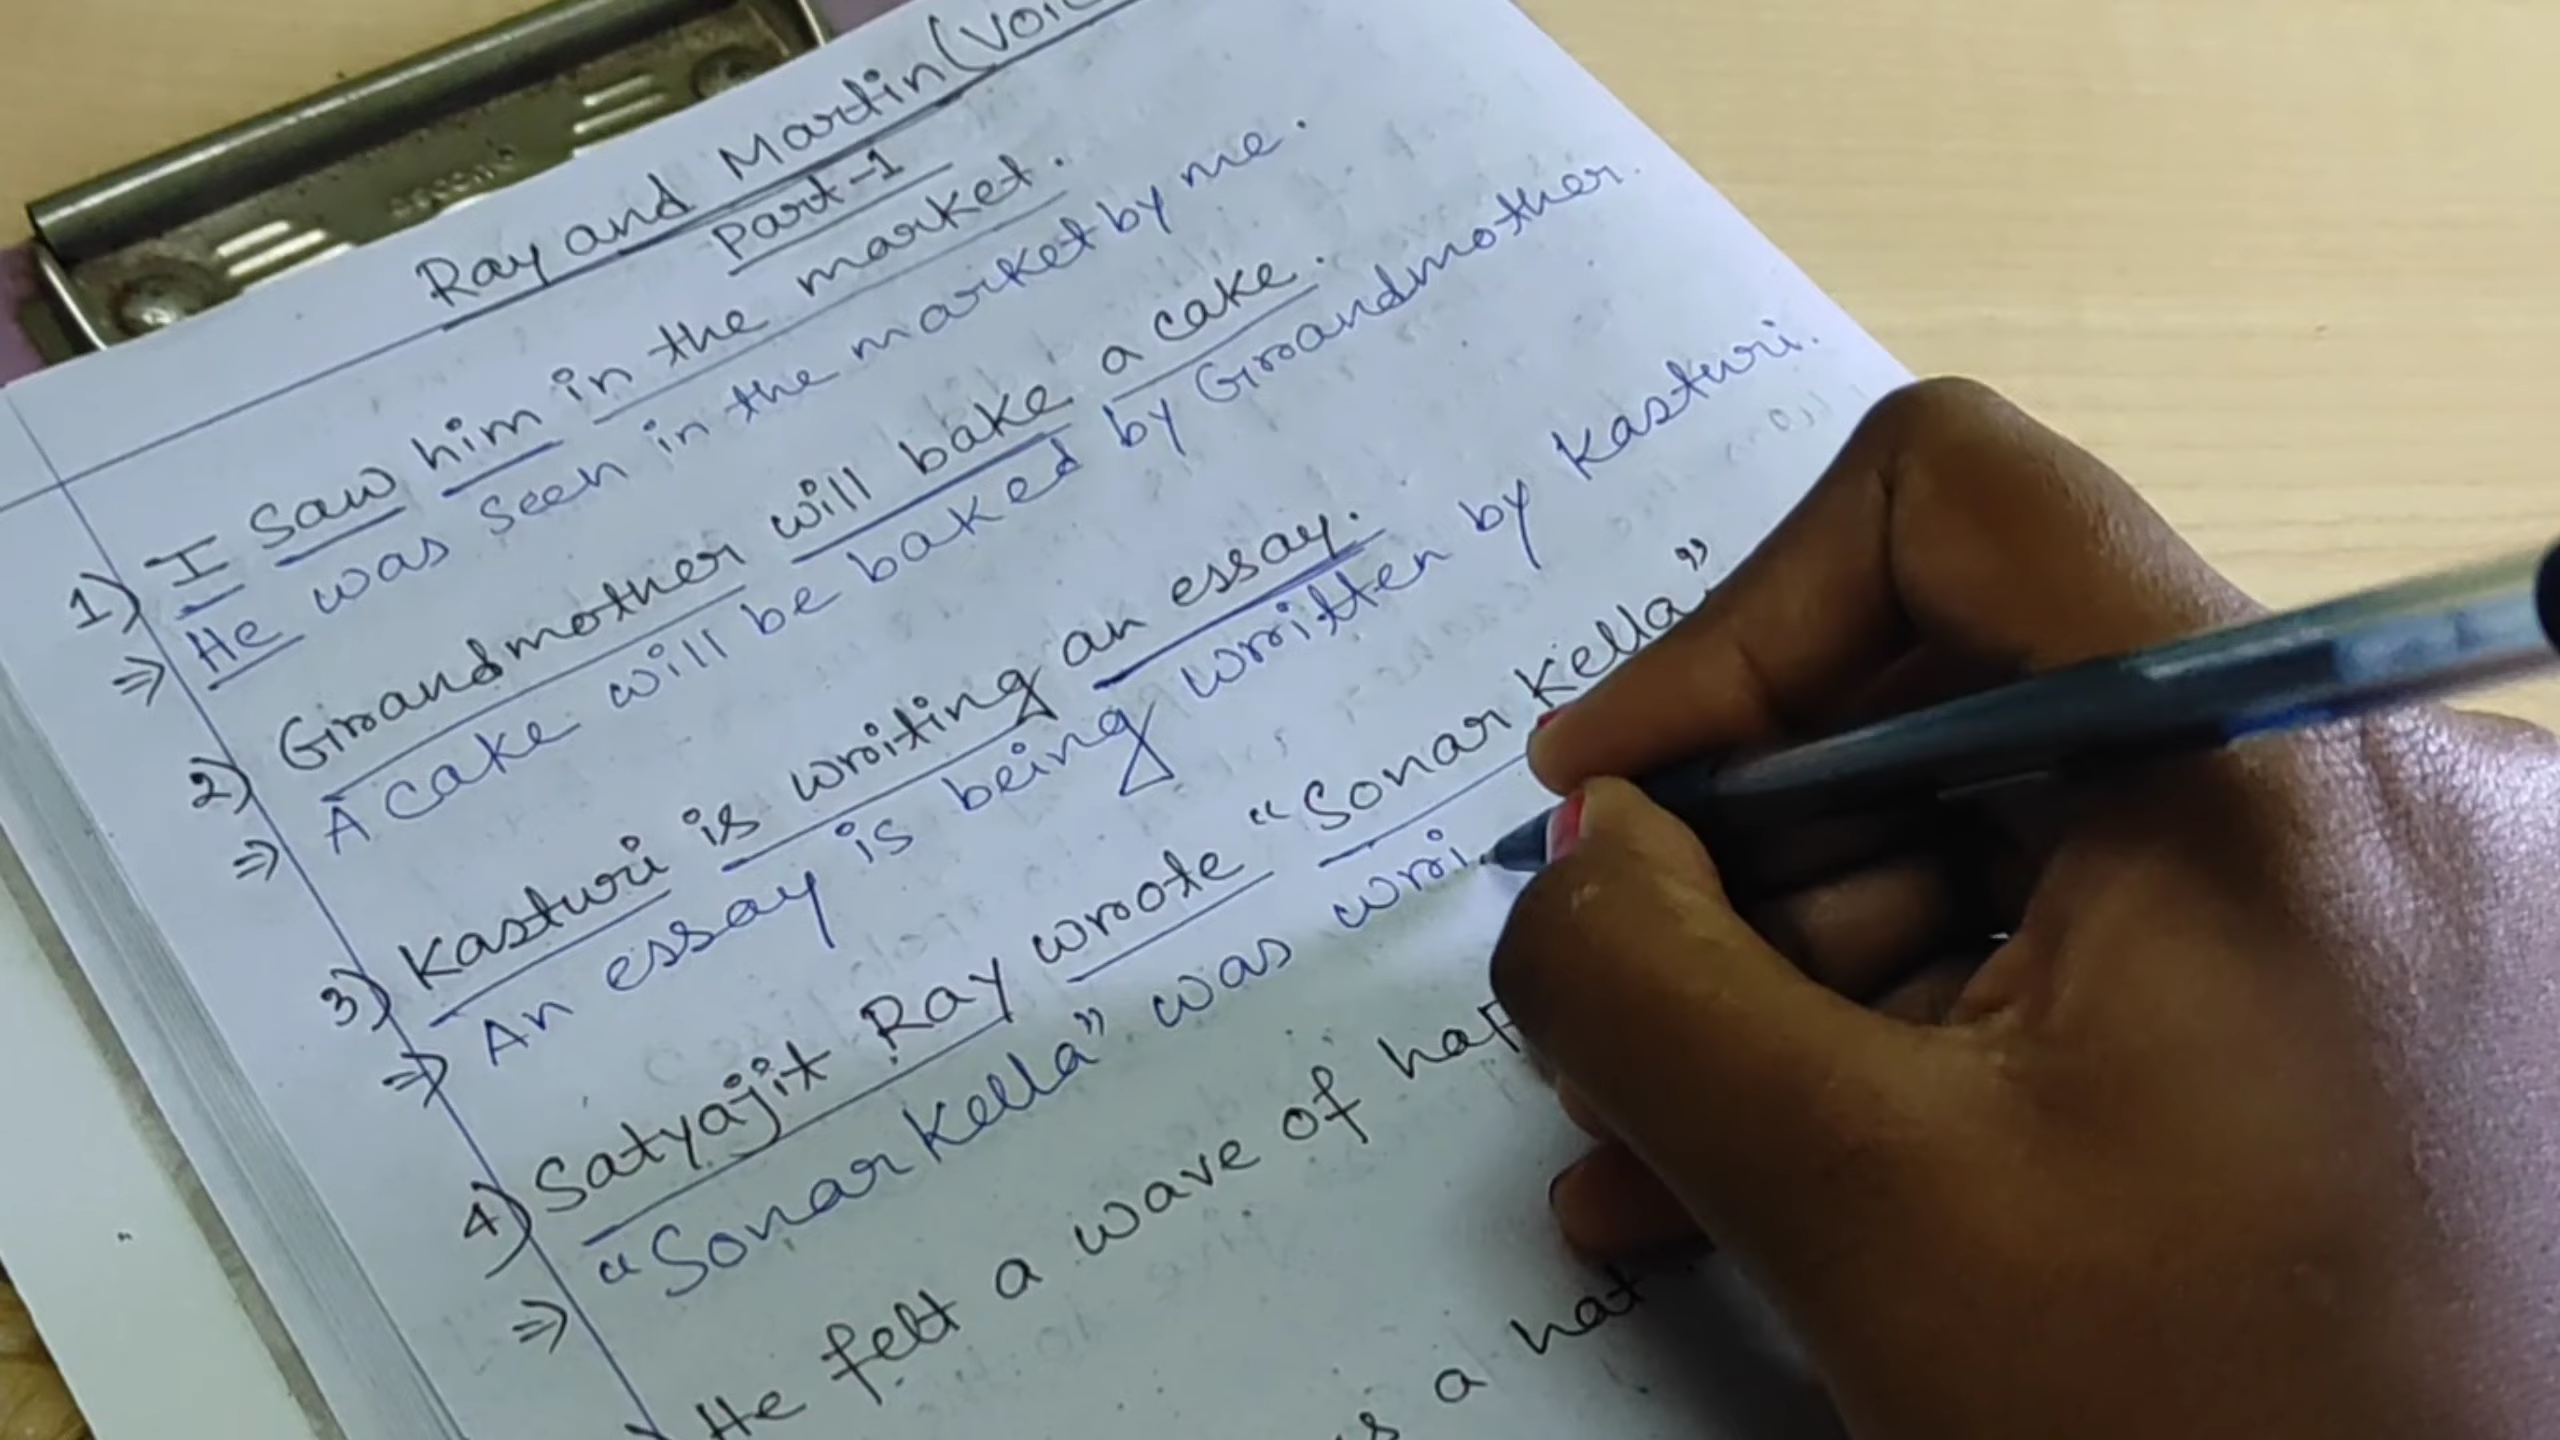 Ray and Martin (Voi
Part-1
1) I Saw him in the market.
⇒ He was seen in the market by me.
2) Grandmother will bake a cake.
⇒ A cake will be baked by Grandmother.
3) Kasturi is writing an essay.
⇒ An essay is being written by Kasturi.
4) Satyajit Ray wrote "Sonar Kella"
⇒ "Sonar Kella" was wri
He felt a wave of hap
a hat